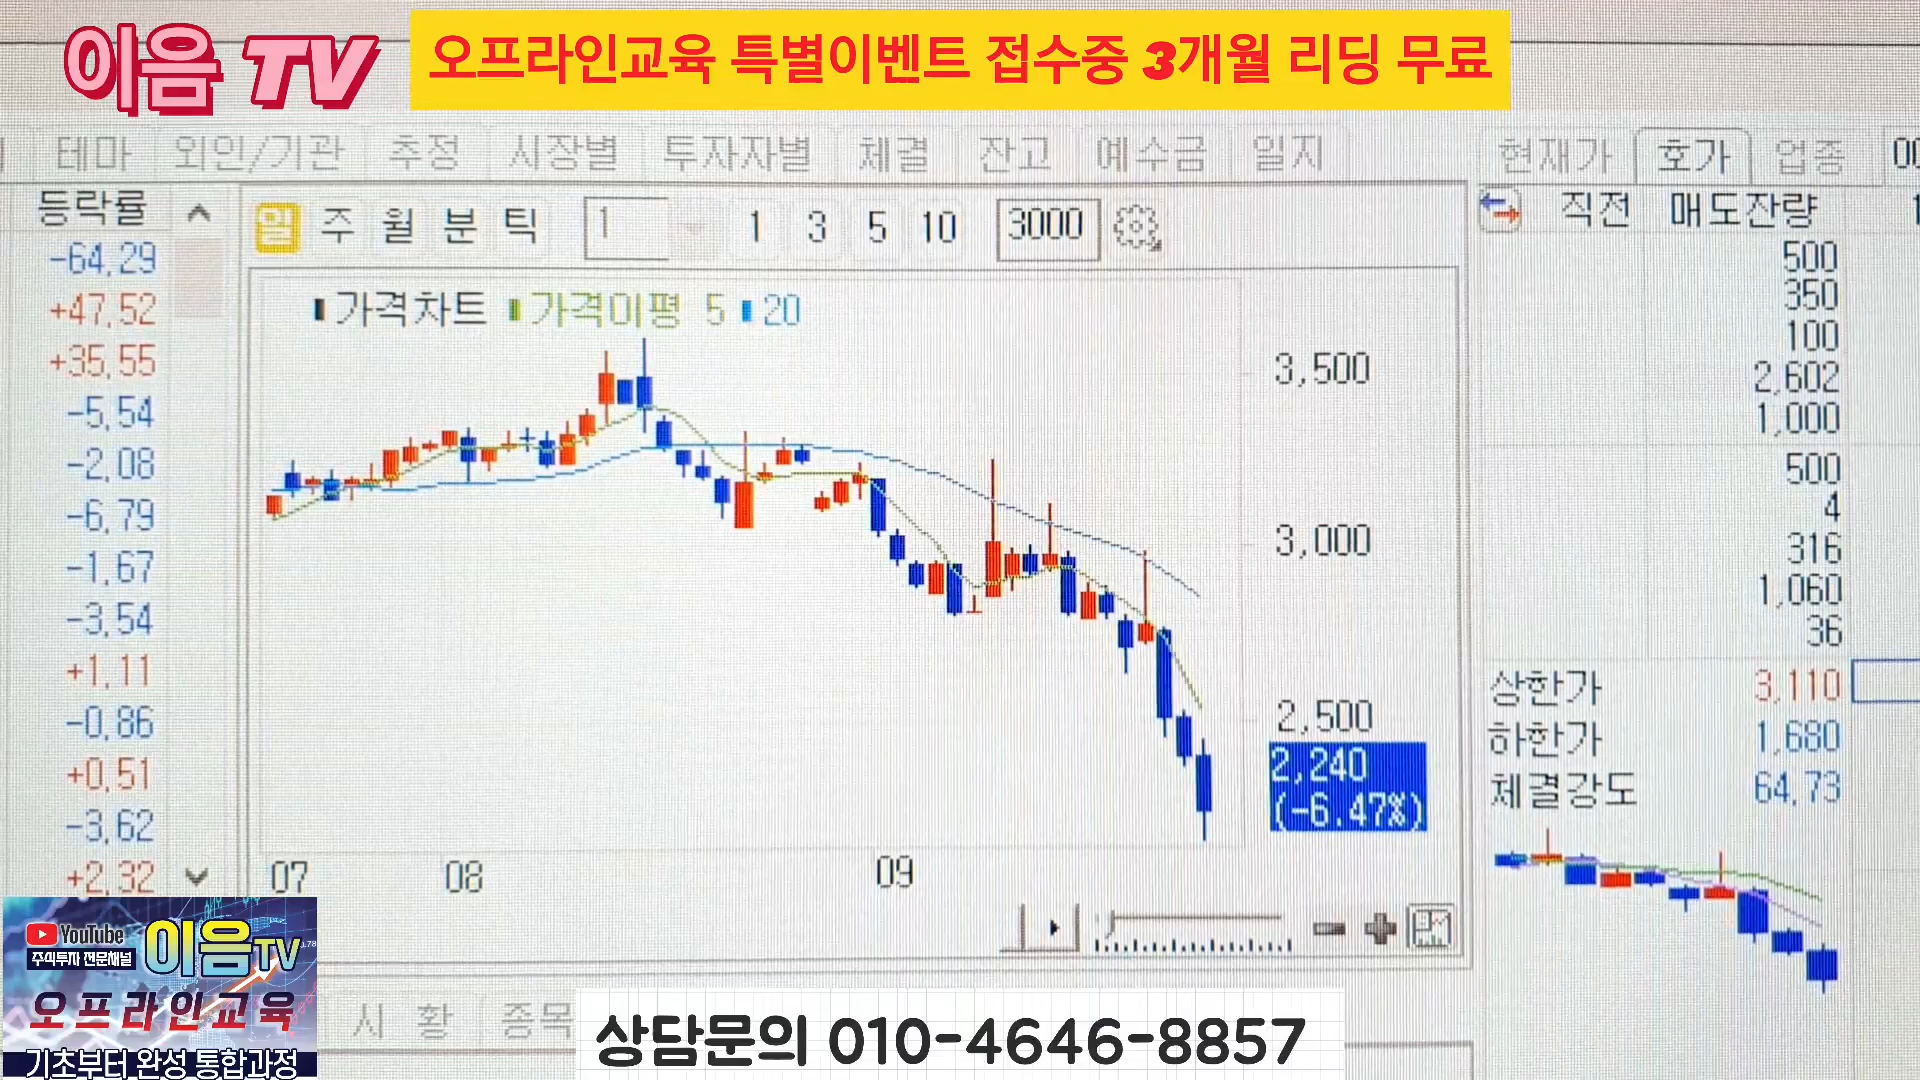 이음 TV
오프라인교육 특별이벤트 접수중 3개월 리딩 무료
테마 외인/기관 추정 시장별 투자자별 체결 잔고 예수금 일지
현재가 호가 업종
등락률
-64,29
+47,52
+35,55
-5,54
-2,08
-6,79
-1,67
-3,54
+1,11
-0,86
+0,51
-3,62
+2,32
일 주 월 분 틱 1 1 3 5 10 3000
가격차트 가격이평 5 20
3,500
3,000
2,500
2,240
(-6.47%)
07 08 09
직전 매도잔량
500
350
100
2,602
1,000
500
4
316
1,060
36
상한가 3,110
하한가 1,680
체결강도 64,73
YouTube
주식투자 전문채널
이음TV
오프라인교육
기초부터 완성 통합과정
시황 종목
상담문의 010-4646-8857